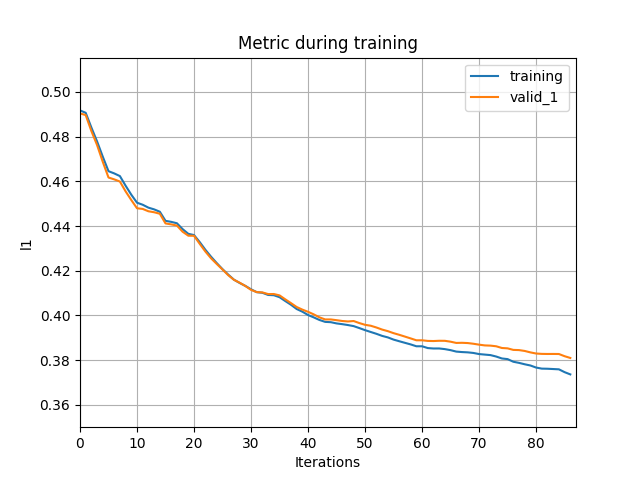 Metric during training
training
valid_1
0.50
0.48
0.46
0.44
0.42
0.40
0.38
0.36
l1
0 10 20 30 40 50 60 70 80
Iterations